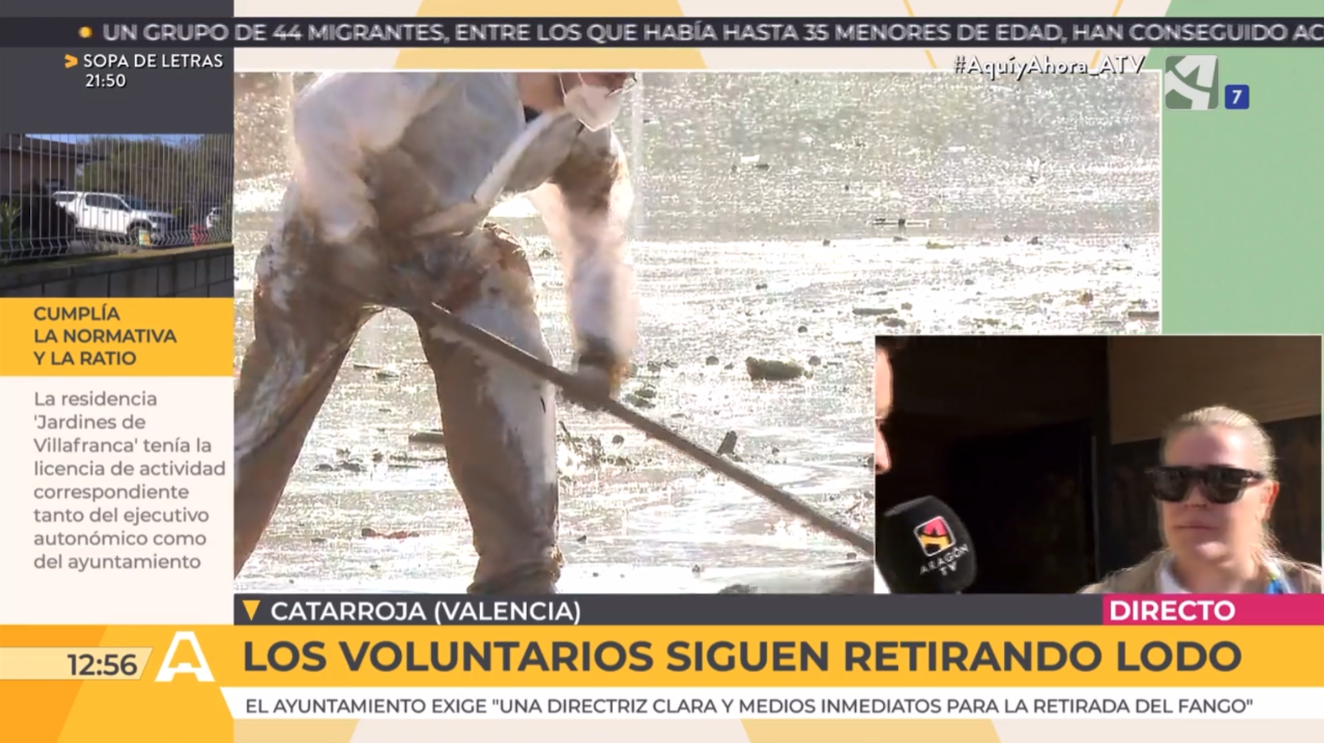 UN GRUPO DE 44 MIGRANTES, ENTRE LOS QUE HABÍA HASTA 35 MENORES DE EDAD, HAN CONSEGUIDO AC
SOPA DE LETRAS
21:50
#AquíyAhora_ATV
7
CUMPLÍA
LA NORMATIVA
Y LA RATIO
La residencia
'Jardines de
Villafranca' tenía la
licencia de actividad
correspondiente
tanto del ejecutivo
autonómico como
del ayuntamiento
ARAGÓN
TV
CATARROJA (VALENCIA)
DIRECTO
12:56
LOS VOLUNTARIOS SIGUEN RETIRANDO LODO
EL AYUNTAMIENTO EXIGE "UNA DIRECTRIZ CLARA Y MEDIOS INMEDIATOS PARA LA RETIRADA DEL FANGO"